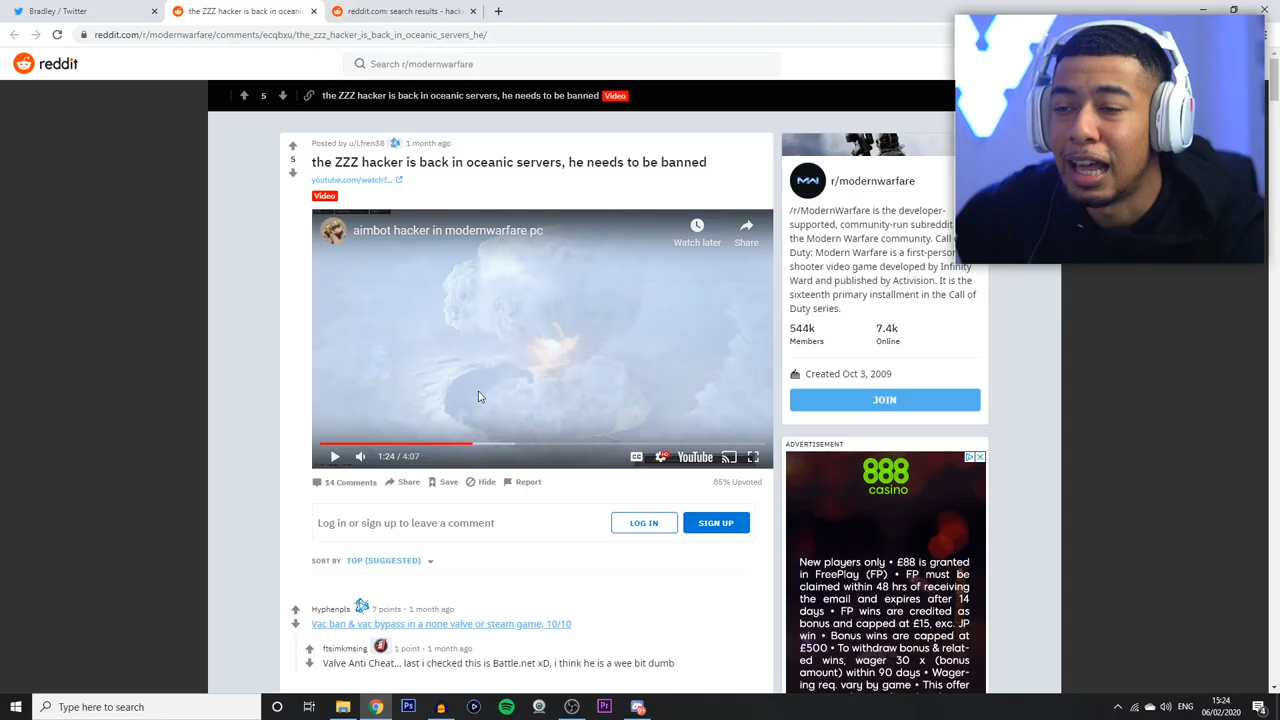 Bradley / Twitter
the ZZZ hacker is back in oceanic
reddit.com: search results - hack
reddit.com/r/modernwarfare/comments/ecqbxu/the_zzz_hacker_is_back_in_oceanic_servers_he/
reddit
Search r/modernwarfare
5
the ZZZ hacker is back in oceanic servers, he needs to be banned Video
Posted by u/Lfren38 1 month ago
5
the ZZZ hacker is back in oceanic servers, he needs to be banned
youtube.com/watch?...
Video
aimbot hacker in modernwarfare pc
Watch later
Share
1:24 / 4:07
CC
HD
YouTube
14 Comments Share Save Hide Report
85% Upvoted
Log in or sign up to leave a comment
LOG IN
SIGN UP
SORT BY TOP (SUGGESTED)
Hyphenpls 7 points · 1 month ago
Vac ban & vac bypass in a none valve or steam game, 10/10
ftsimkmsing 1 point · 1 month ago
Valve Anti Cheat... last i checked this is Battle.net xD, i think he is a wee bit dumb
r/modernwarfare
/r/ModernWarfare is the developer-
supported, community-run subreddit
the Modern Warfare community. Call
Duty: Modern Warfare is a first-person
shooter video game developed by Infinity
Ward and published by Activision. It is the
sixteenth primary installment in the Call of
Duty series.
544k
7.4k
Members
Online
Created Oct 3, 2009
JOIN
ADVERTISEMENT
888
casino
New players only • £88 is granted
in FreePlay (FP) • FP must be
claimed within 48 hrs of receiving
the email and expires after 14
days • FP wins are credited as
bonus and capped at £15, exc. JP
win • Bonus wins are capped at
£500 • To withdraw bonus & relat-
ed wins, wager 30 x (bonus
amount) within 90 days • Wager-
ing req. vary by game • This offer
Type here to search
ENG
15:24
06/02/2020